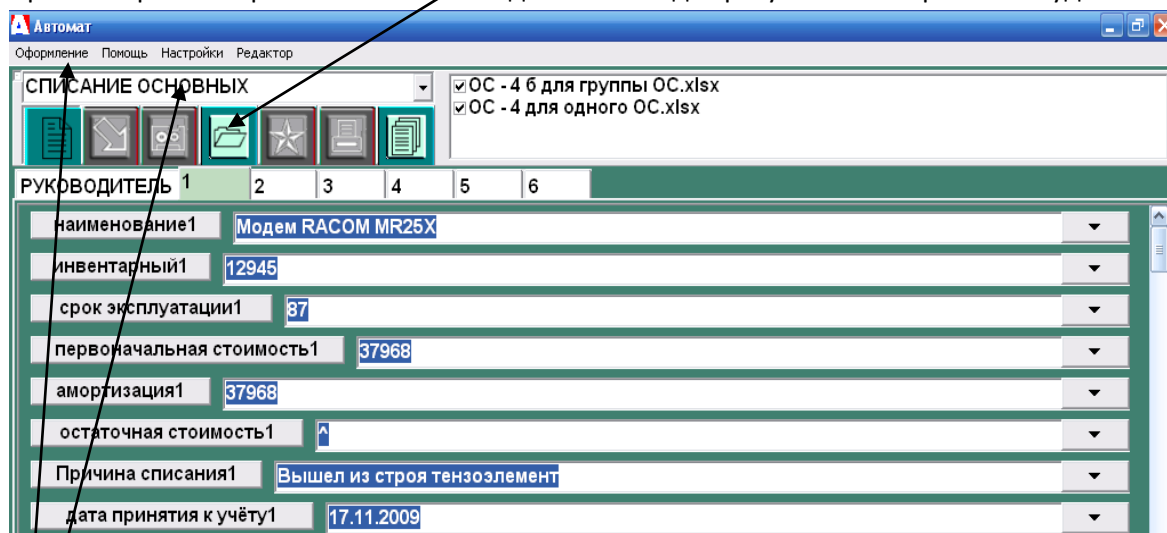 Автомат
Оформление Помощь Настройки Редактор
СПИСАНИЕ ОСНОВНЫХ
ОС - 4 б для группы ОС.xlsx
ОС - 4 для одного ОС.xlsx
РУКОВОДИТЕЛЬ 1 2 3 4 5 6
наименование1 Модем RACOM MR25X
инвентарный1 12945
срок эксплуатации1 87
первоначальная стоимость1 37968
амортизация1 37968
остаточная стоимость1 ^
Причина списания1 Вышел из строя тензоэлемент
дата принятия к учёту1 17.11.2009